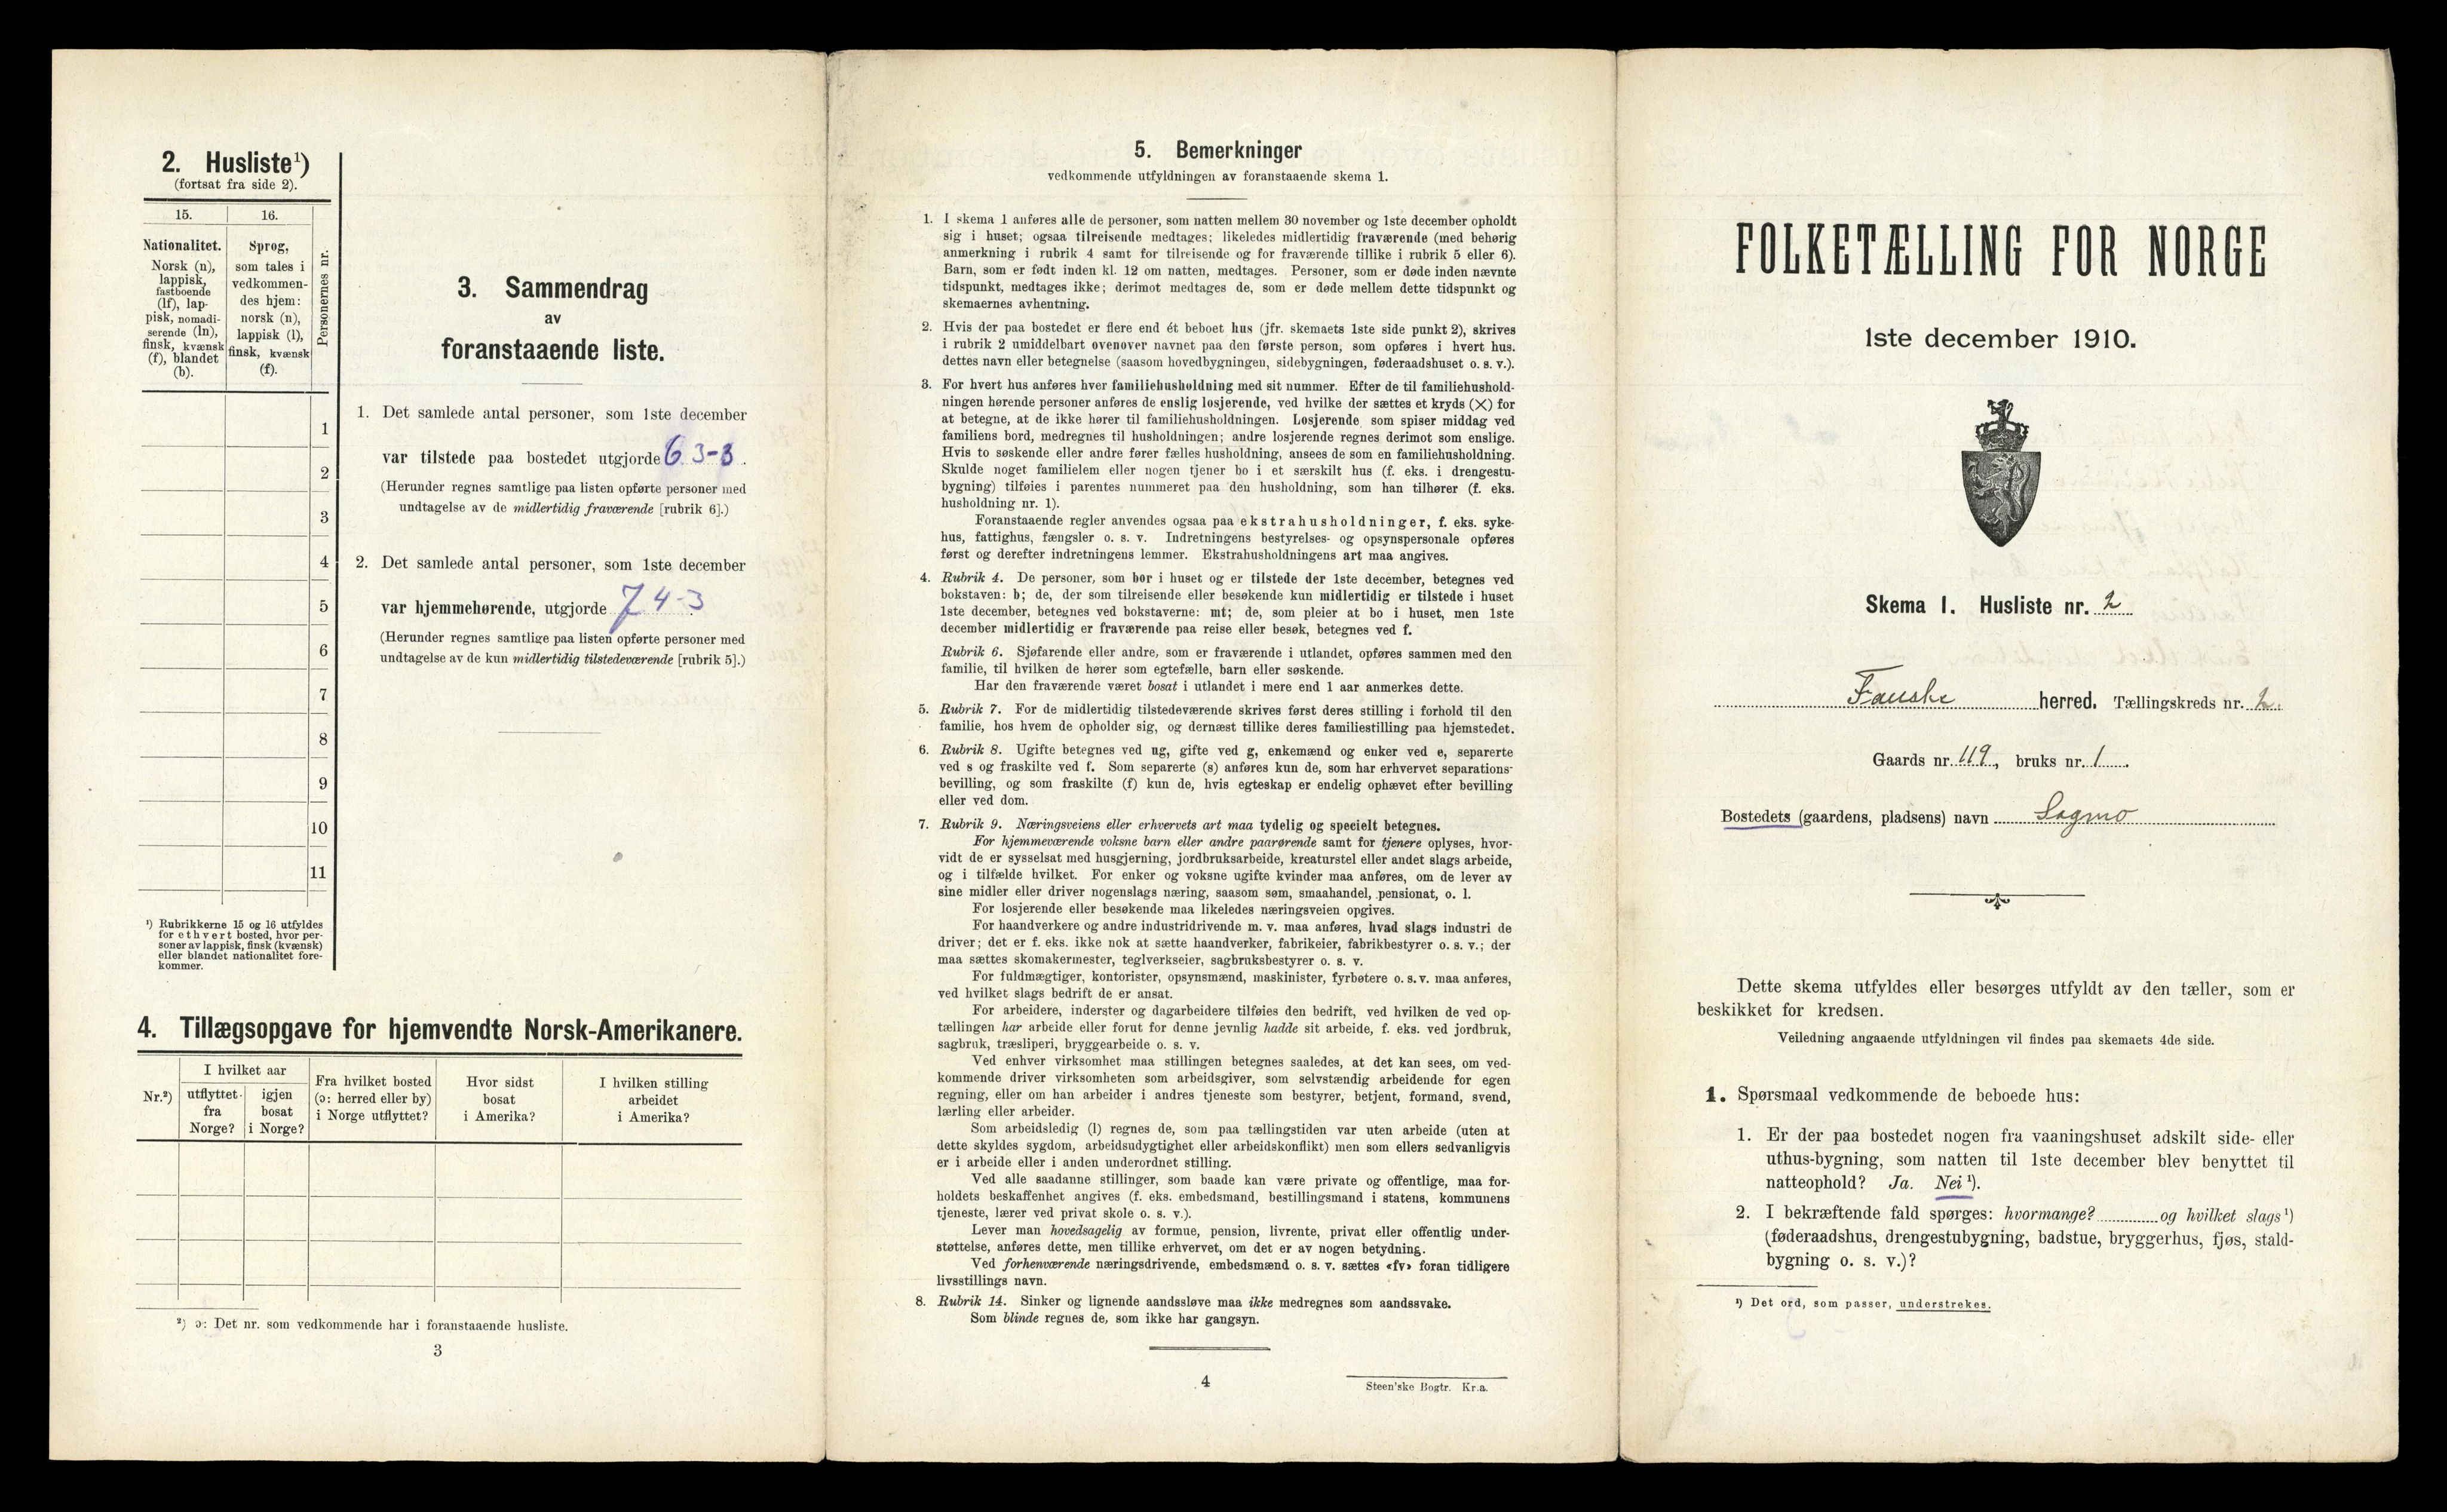 2. Husliste¹)
(fortsat fra side 2).
15.
16.
Personernes nr.
Nationalitet.
Norsk (n),
lappisk,
fastboende
(lf), lap-
pisk, nomadi-
serende (ln),
finsk, kvænsk
(f), blandet
(b).
Sprog,
som tales i
vedkommen-
des hjem:
norsk (n),
lappisk (l),
finsk, kvænsk
(f).
1
2
3
4
5
6
7
8
9
10
11
¹) Rubrikkerne 15 og 16 utfyldes
for ethvert bosted, hvor per-
soner av lappisk, finsk (kvænsk)
eller blandet nationalitet fore-
kommer.
3. Sammendrag
av
foranstaaende liste.
1. Det samlede antal personer, som 1ste december
var tilstede paa bostedet utgjorde 6 3-3.
(Herunder regnes samtlige paa listen opførte personer med
undtagelse av de midlertidig fraværende [rubrik 6].)
2. Det samlede antal personer, som 1ste december
var hjemmehørende, utgjorde 7 4-3
(Herunder regnes samtlige paa listen opførte personer med
undtagelse av de kun midlertidig tilstedeværende [rubrik 5].)
4. Tillægsopgave for hjemvendte Norsk-Amerikanere.
Nr.²)
I hvilket aar
utflyttet
fra
Norge?
igjen
bosat
i Norge?
Fra hvilket bosted
(ɔ: herred eller by)
i Norge utflyttet?
Hvor sidst
bosat
i Amerika?
I hvilken stilling
arbeidet
i Amerika?
²) ɔ: Det nr. som vedkommende har i foranstaaende husliste.
3
5. Bemerkninger
vedkommende utfyldningen av foranstaaende skema 1.
1. I skema 1 anføres alle de personer, som natten mellem 30 november og 1ste december opholdt
sig i huset; ogsaa tilreisende medtages; likeledes midlertidig fraværende (med behørig
anmerkning i rubrik 4 samt for tilreisende og for fraværende tillike i rubrik 5 eller 6).
Barn, som er født inden kl. 12 om natten, medtages. Personer, som er døde inden nævnte
tidspunkt, medtages ikke; derimot medtages de, som er døde mellem dette tidspunkt og
skemaernes avhentning.
2. Hvis der paa bostedet er flere end ét beboet hus (jfr. skemaets 1ste side punkt 2), skrives
i rubrik 2 umiddelbart ovenover navnet paa den første person, som opføres i hvert hus.
dettes navn eller betegnelse (saasom hovedbygningen, sidebygningen, føderaadshuset o. s. v.).
3. For hvert hus anføres hver familiehusholdning med sit nummer. Efter de til familiehushold-
ningen hørende personer anføres de enslig losjerende, ved hvilke der sættes et kryds (✕) for
at betegne, at de ikke hører til familiehusholdningen. Losjerende som spiser middag ved
familiens bord, medregnes til husholdningen; andre losjerende regnes derimot som enslige.
Hvis to søskende eller andre fører fælles husholdning, ansees de som en familiehusholdning.
Skulde noget familielem eller nogen tjener bo i et særskilt hus (f. eks. i drengestu-
bygning) tilføies i parentes nummeret paa den husholdning, som han tilhører (f. eks.
husholdning nr. 1).
Foranstaaende regler anvendes ogsaa paa ekstrahusholdninger, f. eks. syke-
hus, fattighus, fængsler o. s. v. Indretningens bestyrelses- og opsynspersonale opføres
først og derefter indretningens lemmer. Ekstrahusholdningens art maa angives.
4. Rubrik 4. De personer, som bor i huset og er tilstede der 1ste december, betegnes ved
bokstaven: b; de, der som tilreisende eller besøkende kun midlertidig er tilstede i huset
1ste december, betegnes ved bokstaverne: mt; de, som pleier at bo i huset, men 1ste
december midlertidig er fraværende paa reise eller besøk, betegnes ved f.
Rubrik 6. Sjøfarende eller andre, som er fraværende i utlandet, opføres sammen med den
familie, til hvilken de hører som egtefælle, barn eller søskende.
Har den fraværende været bosat i utlandet i mere end 1 aar anmerkes dette.
5. Rubrik 7. For de midlertidig tilstedeværende skrives først deres stilling i forhold til den
familie, hos hvem de opholder sig, og dernæst tillike deres familiestilling paa hjemstedet.
6. Rubrik 8. Ugifte betegnes ved ug, gifte ved g, enkemænd og enker ved e, separerte
ved s og fraskilte ved f. Som separerte (s) anføres kun de, som har erhvervet separations-
bevilling, og som fraskilte (f) kun de, hvis egteskap er endelig ophævet efter bevilling
eller ved dom.
7. Rubrik 9. Næringsveiens eller erhvervets art maa tydelig og specielt betegnes.
For hjemmeværende voksne barn eller andre paarørende samt for tjenere oplyses, hvor-
vidt de er sysselsat med husgjerning, jordbruksarbeide, kreaturstel eller andet slags arbeide,
og i tilfælde hvilket. For enker og voksne ugifte kvinder maa anføres, om de lever av
sine midler eller driver nogenslags næring, saasom søm, smaahandel, pensionat, o. l.
For losjerende eller besøkende maa likeledes næringsveien opgives.
For haandverkere og andre industridrivende m. v. maa anføres, hvad slags industri de
driver; det er f. eks. ikke nok at sætte haandverker, fabrikeier, fabrikbestyrer o. s. v.; der
maa sættes skomakermester, teglverkseier, sagbruksbestyrer o. s. v.
For fuldmægtiger, kontorister, opsynsmænd, maskinister, fyrbøtere o. s. v. maa anføres,
ved hvilket slags bedrift de er ansat.
For arbeidere, inderster og dagarbeidere tilføies den bedrift, ved hvilken de ved op-
tællingen har arbeide eller forut for denne jevnlig hadde sit arbeide, f. eks. ved jordbruk,
sagbruk, træsliperi, bryggearbeide o. s. v.
Ved enhver virksomhet maa stillingen betegnes saaledes, at det kan sees, om ved-
kommende driver virksomheten som arbeidsgiver, som selvstændig arbeidende for egen
regning, eller om han arbeider i andres tjeneste som bestyrer, betjent, formand, svend,
lærling eller arbeider.
Som arbeidsledig (l) regnes de, som paa tællingstiden var uten arbeide (uten at
dette skyldes sygdom, arbeidsudygtighet eller arbeidskonflikt) men som ellers sedvanligvis
er i arbeide eller i anden underordnet stilling.
Ved alle saadanne stillinger, som baade kan være private og offentlige, maa for-
holdets beskaffenhet angives (f. eks. embedsmand, bestillingsmand i statens, kommunens
tjeneste, lærer ved privat skole o. s. v.).
Lever man hovedsagelig av formue, pension, livrente, privat eller offentlig under-
støttelse, anføres dette, men tillike erhvervet, om det er av nogen betydning.
Ved forhenværende næringsdrivende, embedsmænd o. s. v. sættes «fv» foran tidligere
livsstillings navn.
8. Rubrik 14. Sinker og lignende aandssløve maa ikke medregnes som aandssvake.
Som blinde regnes de, som ikke har gangsyn.
4
Steen'ske Bogtr. Kr.a.
FOLKETÆLLING FOR NORGE
1ste december 1910.
Skema 1. Husliste nr. 2
Fauske herred. Tællingskreds nr. 2.
Gaards nr. 119, bruks nr. 1.
Bostedets (gaardens, pladsens) navn Sagmo
Dette skema utfyldes eller besørges utfyldt av den tæller, som er
beskikket for kredsen.
Veiledning angaaende utfyldningen vil findes paa skemaets 4de side.
1. Spørsmaal vedkommende de beboede hus:
1. Er der paa bostedet nogen fra vaaningshuset adskilt side- eller
uthus-bygning, som natten til 1ste december blev benyttet til
natteophold? Ja. Nei ¹).
2. I bekræftende fald spørges: hvormange? og hvilket slags ¹)
(føderaadshus, drengestubygning, badstue, bryggerhus, fjøs, stald-
bygning o. s. v.)?
¹) Det ord, som passer, understrekes.